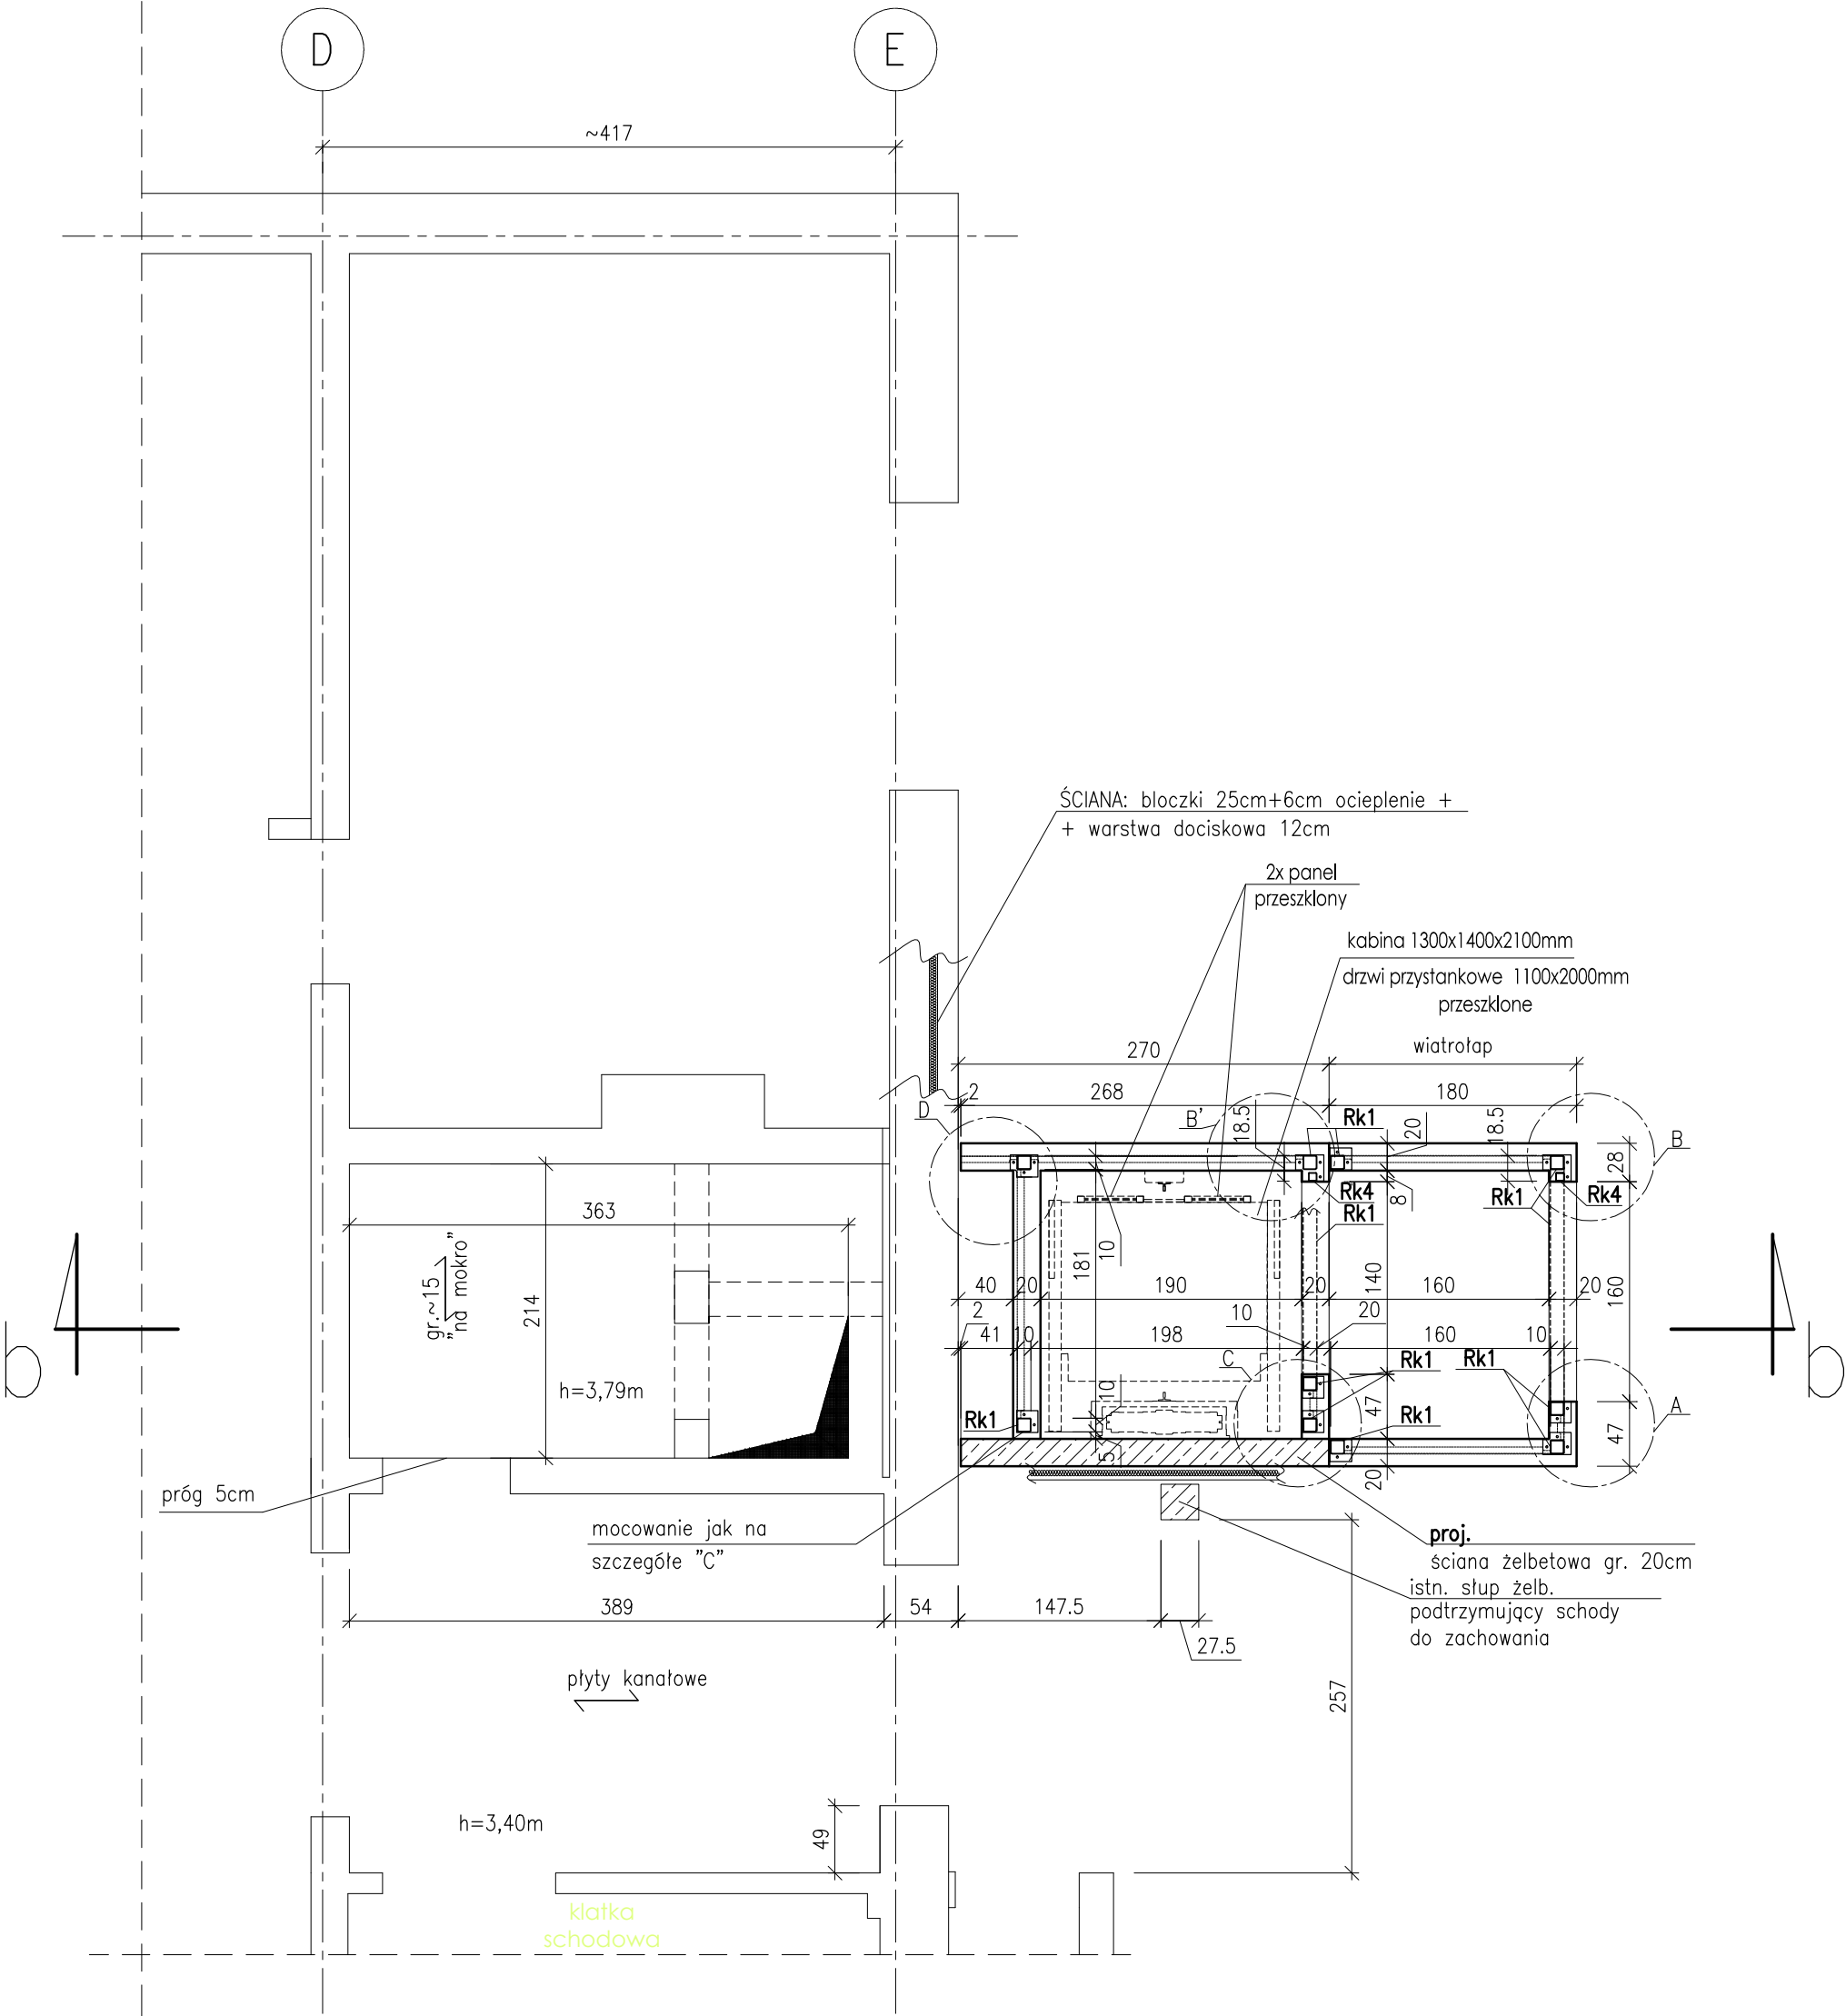 D
E
~417
ŚCIANA: bloczki 25cm+6cm ocieplenie +
+ warstwa dociskowa 12cm
2x panel
przeszklony
kabina 1300x1400x2100mm
drzwi przystankowe 1100x2000mm
przeszklone
270
wiatrołap
2
268
180
D
B'
18.5
Rk1
20
18.5
B
28
Rk4
Rk1
8
Rk1
Rk4
363
gr.~15
"na mokro"
214
181
10
140
160
40
20
190
20
160
20
2
10
20
41
10
198
160
10
C
Rk1
Rk1
h=3,79m
10
47
Rk1
Rk1
A
47
5
20
próg 5cm
mocowanie jak na
szczegółe "C"
proj.
ściana żelbetowa gr. 20cm
istn. słup żelb.
podtrzymujący schody
do zachowania
389
54
147.5
27.5
płyty kanałowe
257
h=3,40m
49
klatka
schodowa